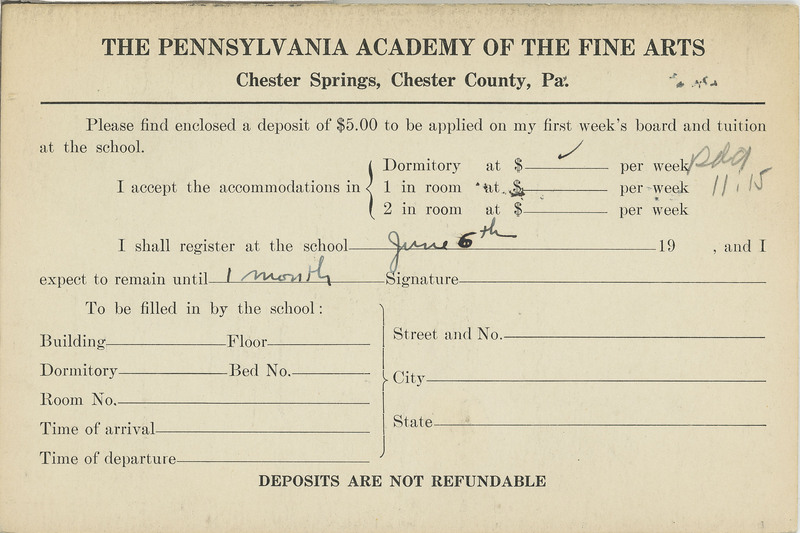 THE PENNSYLVANIA ACADEMY OF THE FINE ARTS
Chester Springs, Chester County, Pa.
Please find enclosed a deposit of $5.00 to be applied on my first week's board and tuition
at the school.
Dormitory at $ ✓ per week
I accept the accommodations in { 1 in room at $ per week 11.15
2 in room at $ per week
I shall register at the school June 6th 19 , and I
expect to remain until 1 month Signature
To be filled in by the school:
Street and No.
Building Floor
Dormitory Bed No.
City
Room No.
State
Time of arrival
Time of departure
DEPOSITS ARE NOT REFUNDABLE